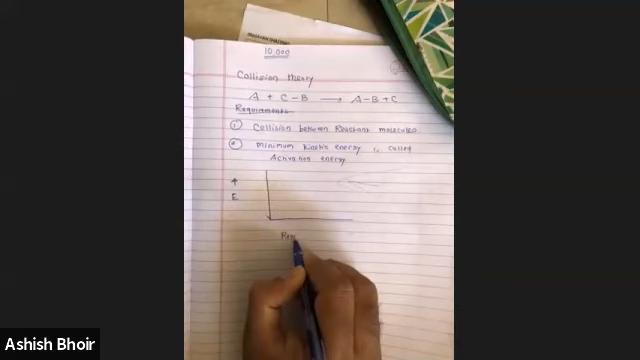 10.000
Collision theory
A + C - B → A - B + C
Requirements
① Collision between Reactant molecules
② Minimum kinetic energy is called
Activation energy
↑
E
Reac
Ashish Bhoir